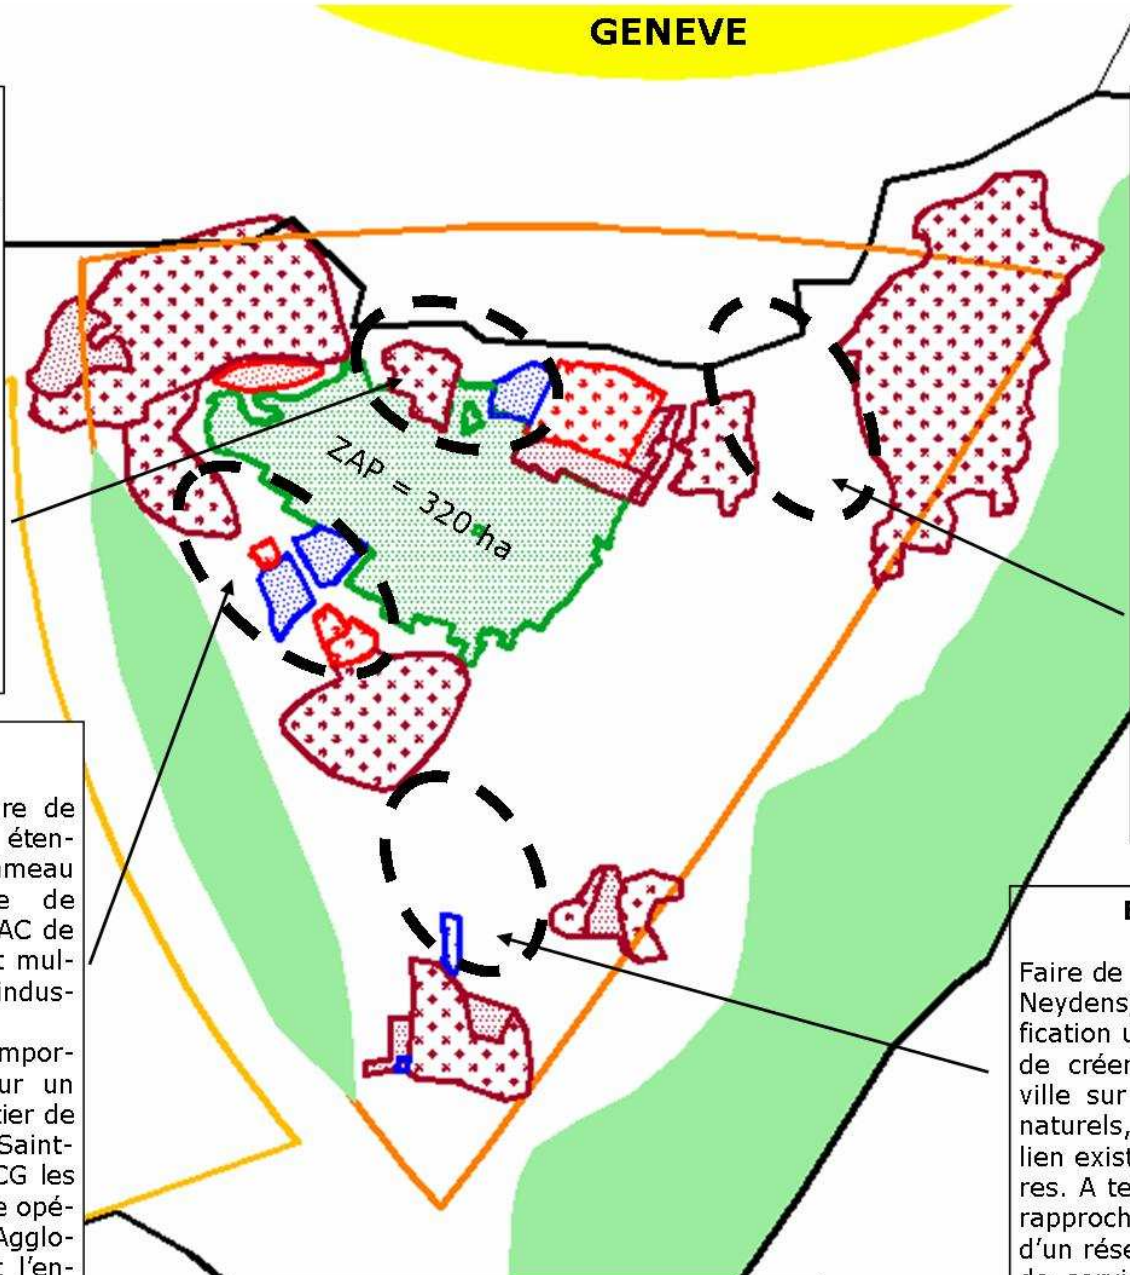 GENEVE
ZAP = 320 ha
re de
éten-
ameau
e de
AC de
t mul-
indus-
mpor-
ur un
tier de
Saint-
CG les
e opé-
Agglo-
t l'en-
Faire de
Neydens,
fication u
de créer
ville sur
naturels,
lien exist
res. A te
rapproch
d'un rése